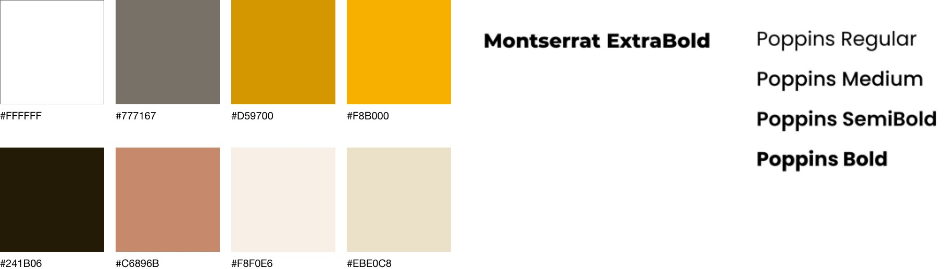 #FFFFFF
#777167
#D59700
#F8B000
#241B06
#C6896B
#F8F0E6
#EBE0C8
Montserrat ExtraBold
Poppins Regular
Poppins Medium
Poppins SemiBold
Poppins Bold